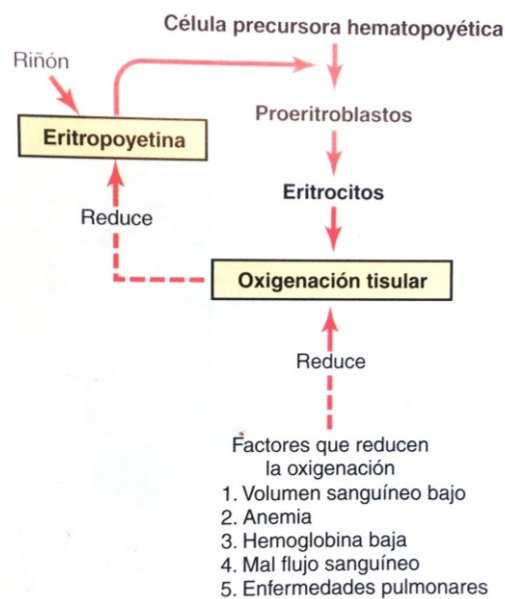 Célula precursora hematopoyética
Riñón
Proeritroblastos
Eritropoyetina
Eritrocitos
Reduce
Oxigenación tisular
Reduce
Factores que reducen
la oxigenación
1. Volumen sanguíneo bajo
2. Anemia
3. Hemoglobina baja
4. Mal flujo sanguíneo
5. Enfermedades pulmonares